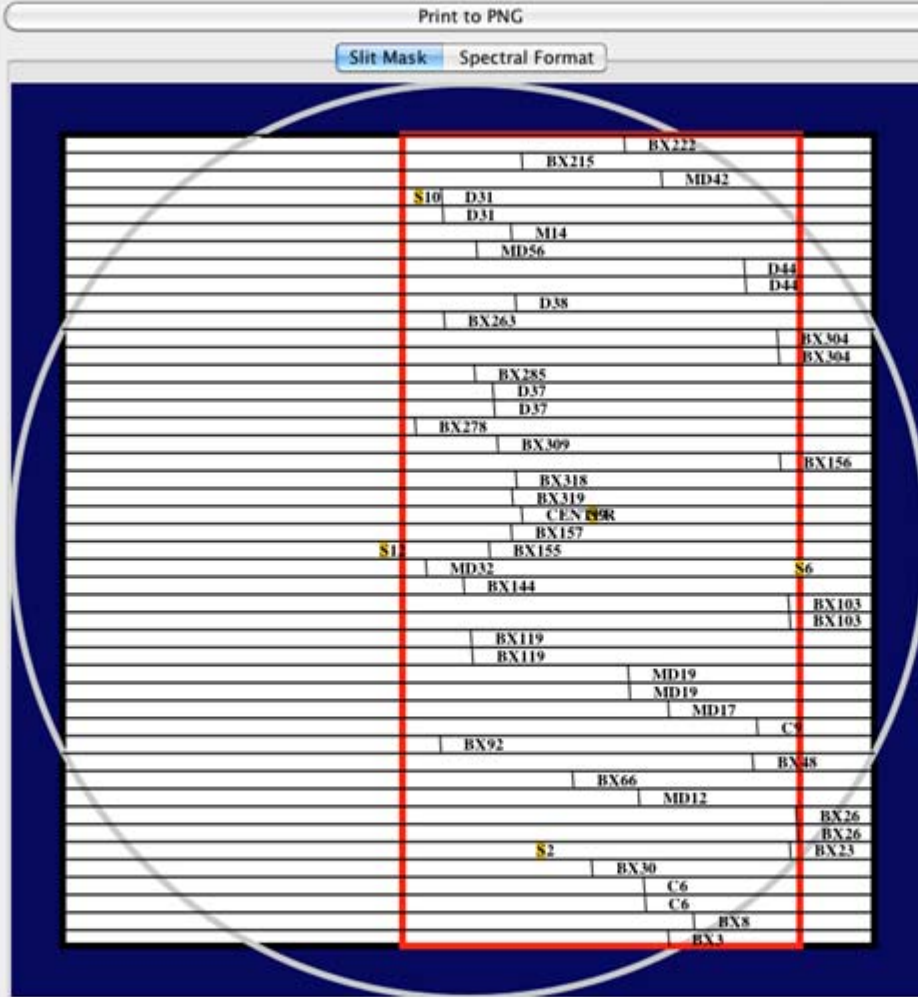 Print to PNG
Slit Mask Spectral Format
BX222
BX215
MD42
S10 D31
D31
M14
MD56
D44
D44
D38
BX263
BX304
BX304
BX285
D37
D37
BX278
BX309
BX156
BX318
BX319
CENTER
BX157
S12 BX155
MD32 S6
BX144
BX103
BX103
BX119
BX119
MD19
MD19
MD17
C9
BX92
BX48
BX66
MD12
BX26
BX26
S2 BX23
BX30
C6
C6
BX8
BX3